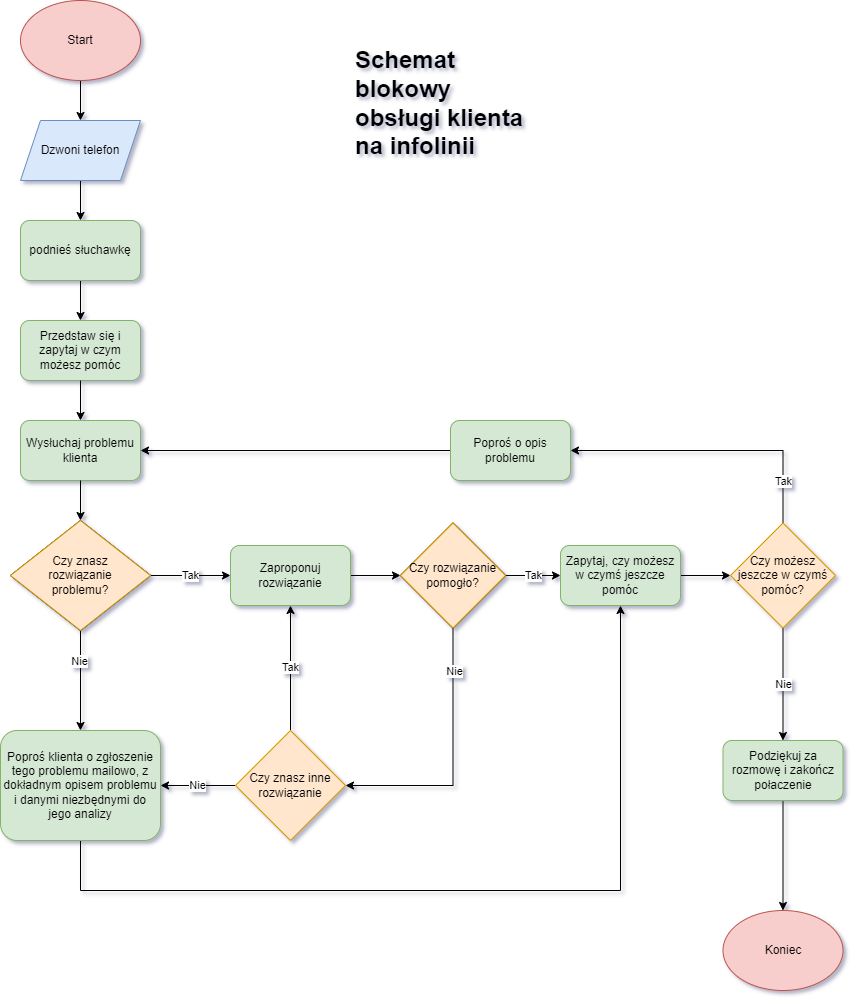 Start
Schemat
blokowy
obsługi klienta
na infolinii
Dzwoni telefon
podnieś słuchawkę
Przedstaw się i
zapytaj w czym
możesz pomóc
Wysłuchaj problemu
klienta
Poproś o opis
problemu
Tak
Czy znasz
rozwiązanie
problemu?
Tak
Zaproponuj
rozwiązanie
Czy rozwiązanie
pomogło?
Tak
Zapytaj, czy możesz
w czymś jeszcze
pomóc
Czy możesz
jeszcze w czymś
pomóc?
Nie
Tak
Nie
Nie
Poproś klienta o zgłoszenie
tego problemu mailowo, z
dokładnym opisem problemu
i danymi niezbędnymi do
jego analizy
Nie
Czy znasz inne
rozwiązanie
Podziękuj za
rozmowę i zakończ
połaczenie
Koniec